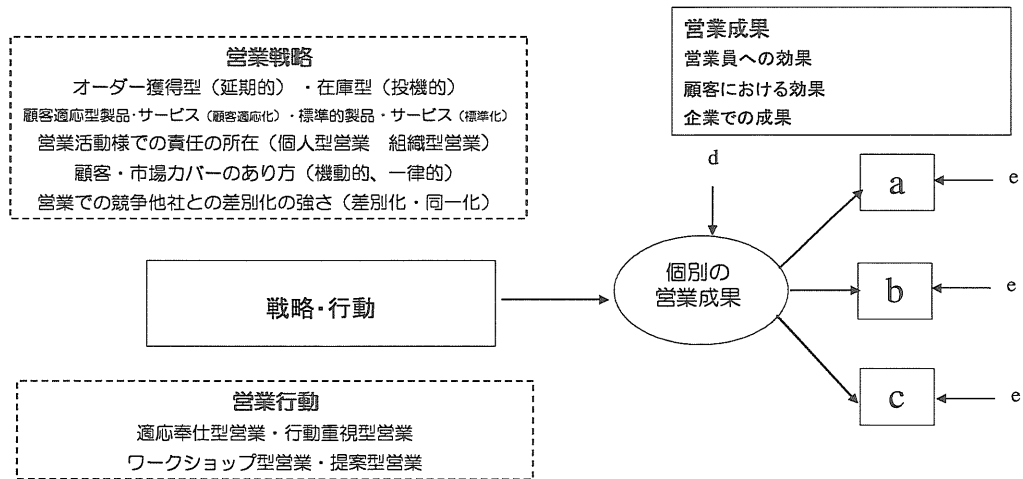 営業戦略
オーダー獲得型（延期的）・在庫型（投機的）
顧客適応型製品・サービス（顧客適応化）・標準的製品・サービス（標準化）
営業活動様での責任の所在（個人型営業　組織型営業）
顧客・市場カバーのあり方（機動的、一律的）
営業での競争他社との差別化の強さ（差別化・同一化）
営業成果
営業員への効果
顧客における効果
企業での成果
d
a
e
戦略・行動
個別の
営業成果
b
e
c
e
営業行動
適応奉仕型営業・行動重視型営業
ワークショップ型営業・提案型営業